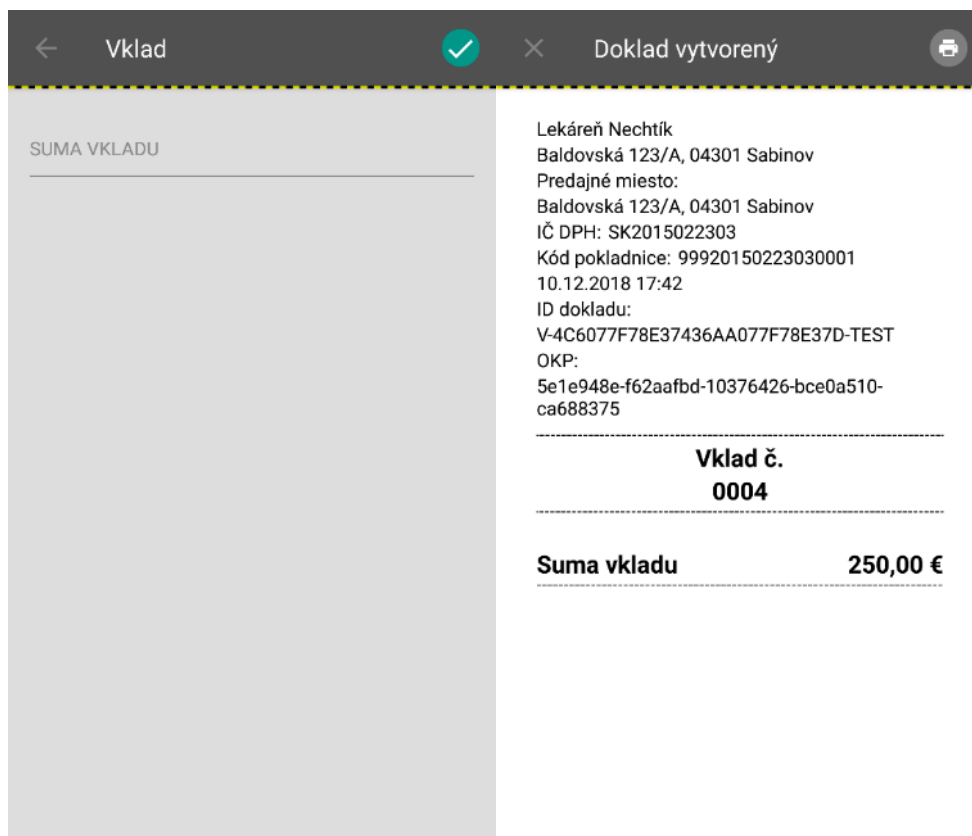 Vklad
SUMA VKLADU
Doklad vytvorený
Lekáreň Nechtík
Baldovská 123/A, 04301 Sabinov
Predajné miesto:
Baldovská 123/A, 04301 Sabinov
IČ DPH: SK2015022303
Kód pokladnice: 99920150223030001
10.12.2018 17:42
ID dokladu:
V-4C6077F78E37436AA077F78E37D-TEST
OKP:
5e1e948e-f62aafbd-10376426-bce0a510-
ca688375
Vklad č.
0004
Suma vkladu 250,00 €